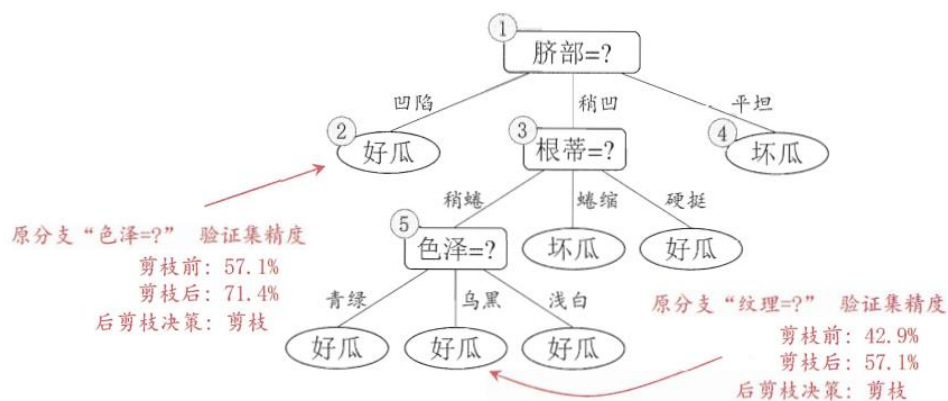 ①
脐部=?
凹陷
稍凹
平坦
②
好瓜
③
根蒂=?
④
坏瓜
稍蜷
蜷缩
硬挺
⑤
色泽=?
坏瓜
好瓜
原分支“色泽=?” 验证集精度
剪枝前: 57.1%
剪枝后: 71.4%
后剪枝决策: 剪枝
青绿
乌黑
浅白
好瓜
好瓜
好瓜
原分支“纹理=?” 验证集精度
剪枝前: 42.9%
剪枝后: 57.1%
后剪枝决策: 剪枝